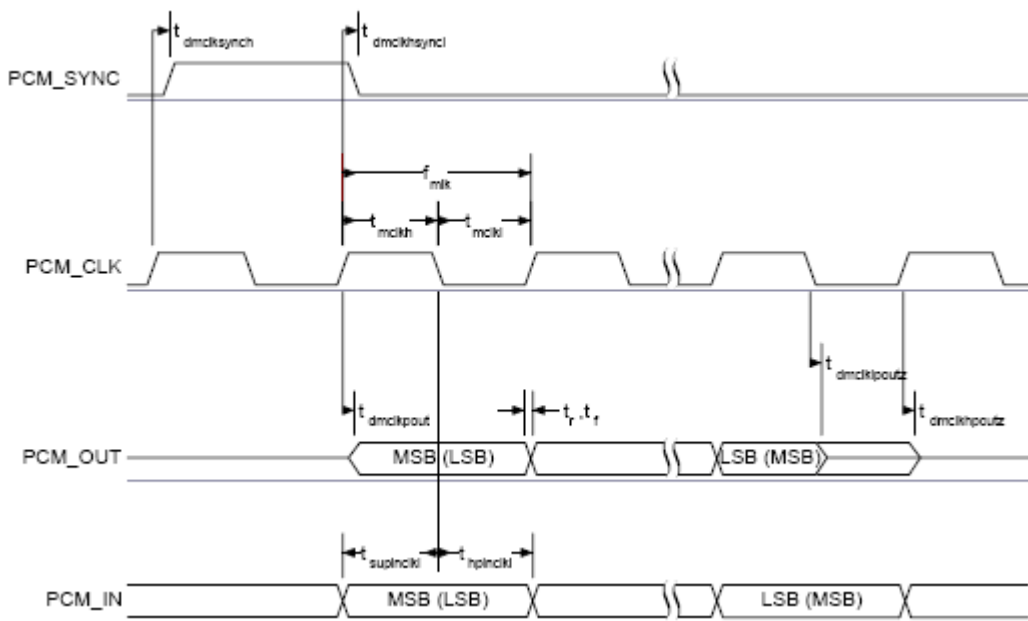 t dmclksynch
t dmclkhsyncl
PCM_SYNC
f mlk
t mclkh
t mclkl
PCM_CLK
t dmclklpoutz
t dmclkpout
t r ,t f
t dmclkhpoutz
PCM_OUT
MSB (LSB)
LSB (MSB)
t supinclkl
t hpinclkl
PCM_IN
MSB (LSB)
LSB (MSB)